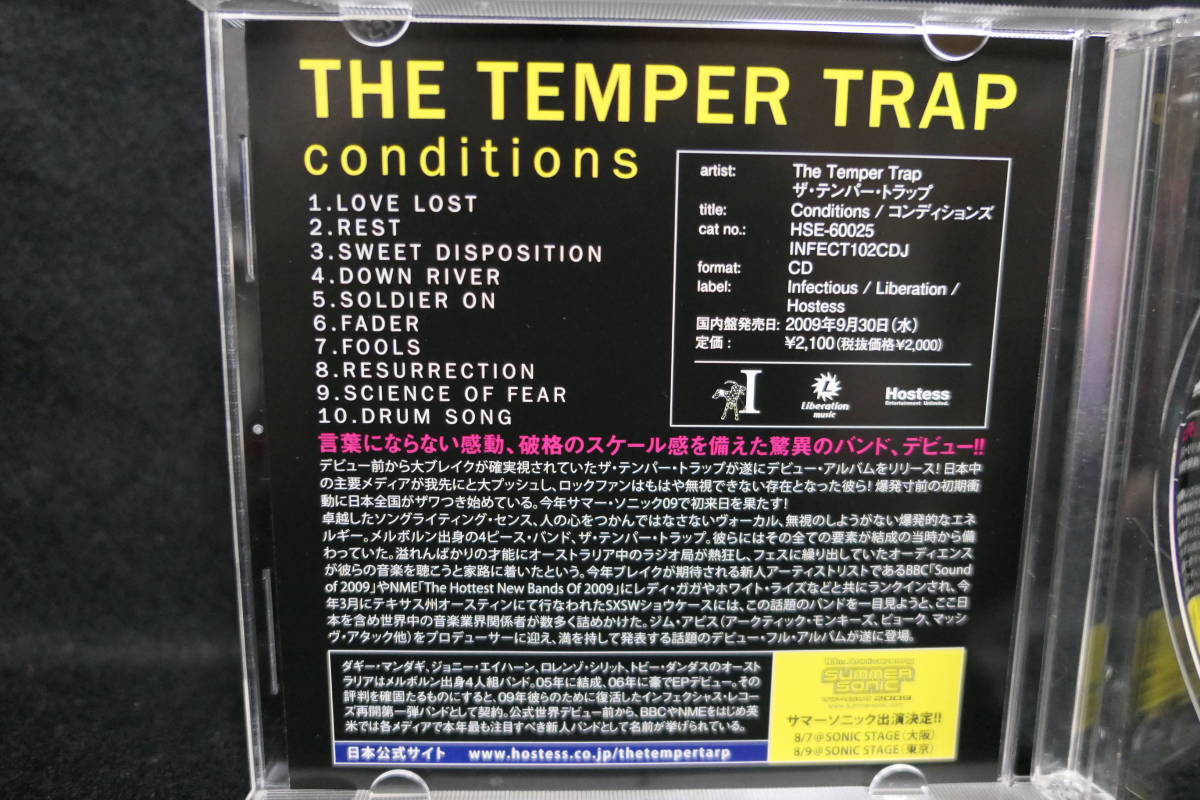 THE TEMPER TRAP
conditions
1.LOVE LOST
2.REST
3.SWEET DISPOSITION
4.DOWN RIVER
5.SOLDIER ON
6.FADER
7.FOOLS
8.RESURRECTION
9.SCIENCE OF FEAR
10.DRUM SONG
artist: The Temper Trap
ザ・テンパー・トラップ
title: Conditions / コンディションズ
cat no.: HSE-60025
INFECT102CDJ
format: CD
label: Infectious / Liberation /
Hostess
国内盤発売日: 2009年9月30日(水)
定価: ¥2,100(税抜価格¥2,000)
I
L
Liberation
music
Hostess
Entertainment Unlimited.
言葉にならない感動、破格のスケール感を備えた驚異のバンド、デビュー!!
デビュー前から大ブレイクが確実視されていたザ・テンパー・トラップが遂にデビュー・アルバムをリリース! 日本中
の主要メディアが我先にと大プッシュし、ロックファンはもはや無視できない存在となった彼ら! 爆発寸前の初期衝
動に日本全国がザワつき始めている。今年サマー・ソニック09で初来日を果たす!
卓越したソングライティング・センス、人の心をつかんではなさないヴォーカル、無視のしようがない爆発的なエネ
ルギー。メルボルン出身の4ピース・バンド、ザ・テンパー・トラップ。彼らにはその全ての要素が結成の当時から備
わっていた。溢れんばかりの才能にオーストラリア中のラジオ局が熱狂し、フェスに繰り出していたオーディエンス
が彼らの音楽を聴こうと家路に着いたという。今年ブレイクが期待される新人アーティストリストであるBBC「Sound
of 2009」やNME「The Hottest New Bands Of 2009」にレディ・ガガやホワイト・ライズなどと共にランクインされ、今
年3月にテキサス州オースティンにて行なわれたSXSWショウケースには、この話題のバンドを一目見ようと、ここ日
本を含め世界中の音楽業界関係者が数多く詰めかけた。ジム・アビス(アークティック・モンキーズ、ビョーク、マッシ
ヴ・アタック他)をプロデューサーに迎え、満を持して発表する話題のデビュー・フル・アルバムが遂に登場。
ダギー・マンダギ、ジョニー・エイハーン、ロレンゾ・シリット、トビー・ダンダスのオースト
ラリアはメルボルン出身4人組バンド。05年に結成、06年に豪でEPデビュー。その
評判を確固たるものにすると、09年彼らのために復活したインフェクシャス・レコー
ズ再開第一弾バンドとして契約。公式世界デビュー前から、BBCやNMEをはじめ英
米では各メディアで本年最も注目すべき新人バンドとして名前が挙げられている。
日本公式サイト www.hostess.co.jp/thetempertarp
10th Anniversary
SUMMER
SONIC
2009
www.summersonic.com
サマーソニック出演決定!!
8/7@SONIC STAGE(大阪)
8/9@SONIC STAGE(東京)